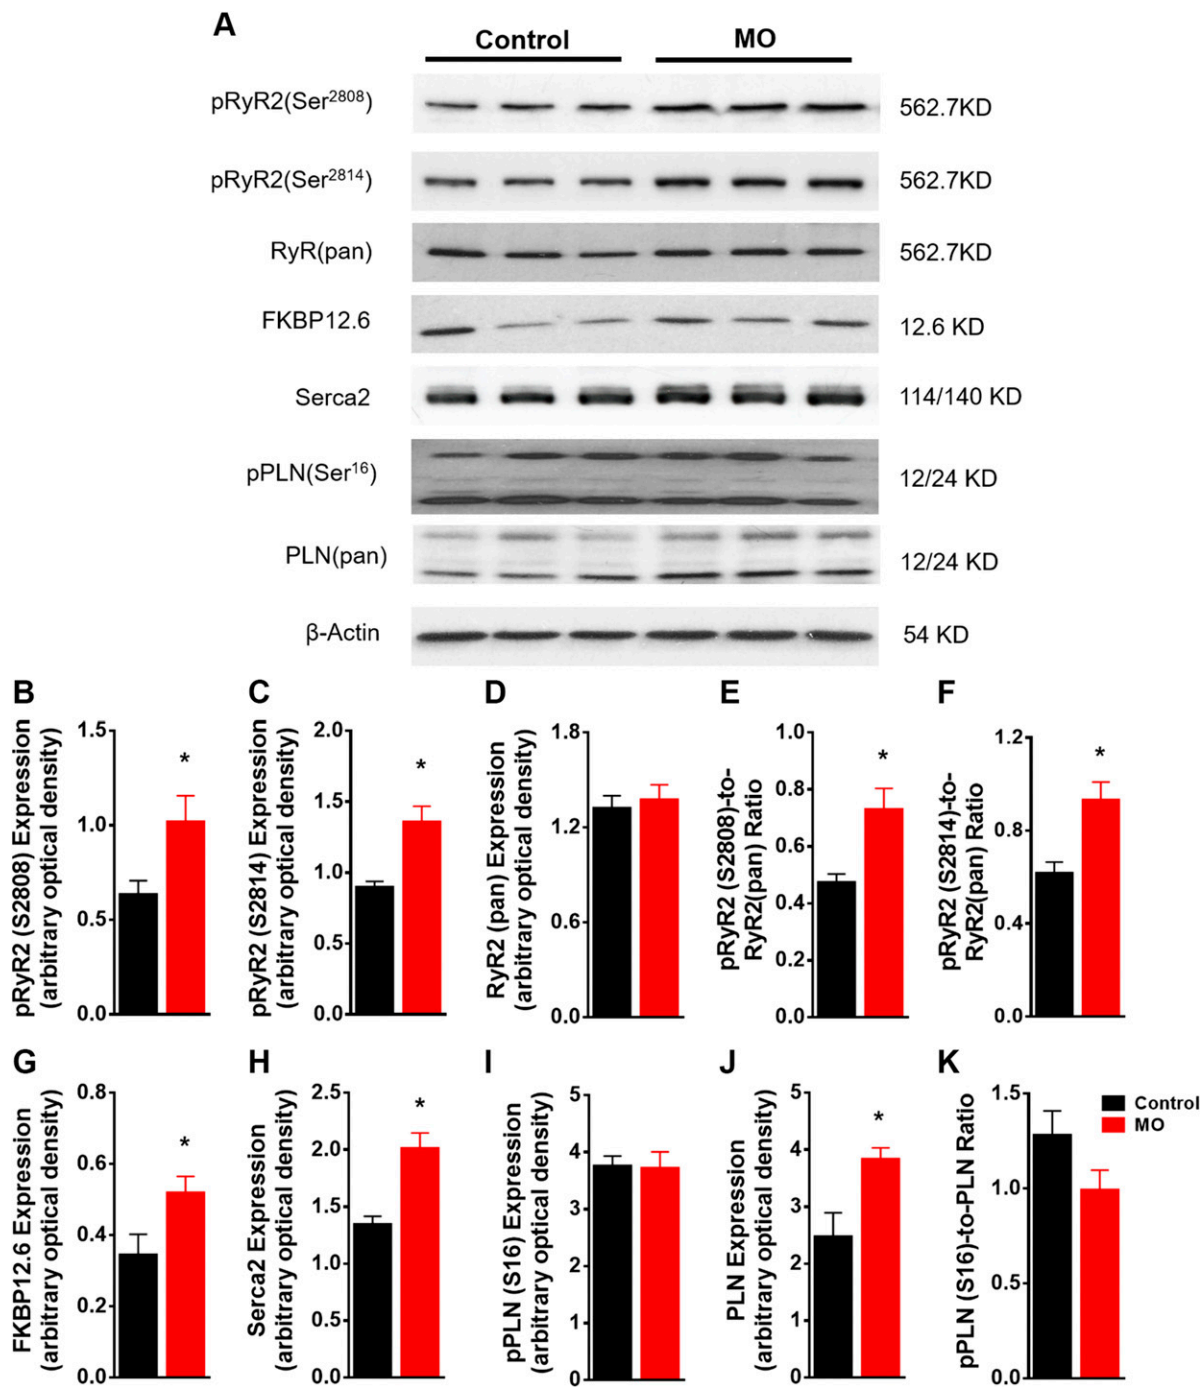 A
Control MO
pRyR2(Ser2808) 562.7KD
pRyR2(Ser2814) 562.7KD
RyR(pan) 562.7KD
FKBP12.6 12.6 KD
Serca2 114/140 KD
pPLN(Ser16) 12/24 KD
PLN(pan) 12/24 KD
β-Actin 54 KD
B
pRyR2 (S2808) Expression
(arbitrary optical density)
1.5
1.0
0.5
0.0
*
C
pRyR2 (S2814) Expression
(arbitrary optical density)
2.0
1.5
1.0
0.5
0.0
*
D
RyR2 (pan) Expression
(arbitrary optical density)
1.8
1.2
0.6
0.0
E
pRyR2 (S2808)-to-
RyR2(pan) Ratio
1.0
0.8
0.6
0.4
0.2
0.0
*
F
pRyR2 (S2814)-to-
RyR2(pan) Ratio
1.2
0.8
0.4
0.0
*
G
FKBP12.6 Expression
(arbitrary optical density)
0.8
0.6
0.4
0.2
0.0
*
H
Serca2 Expression
(arbitrary optical density)
2.5
2.0
1.5
1.0
0.5
0.0
*
I
pPLN (S16) Expression
(arbitrary optical density)
5
4
3
2
1
0
J
PLN Expression
(arbitrary optical density)
5
4
3
2
1
0
*
K
pPLN (S16)-to-PLN Ratio
1.5
1.0
0.5
0.0
Control
MO